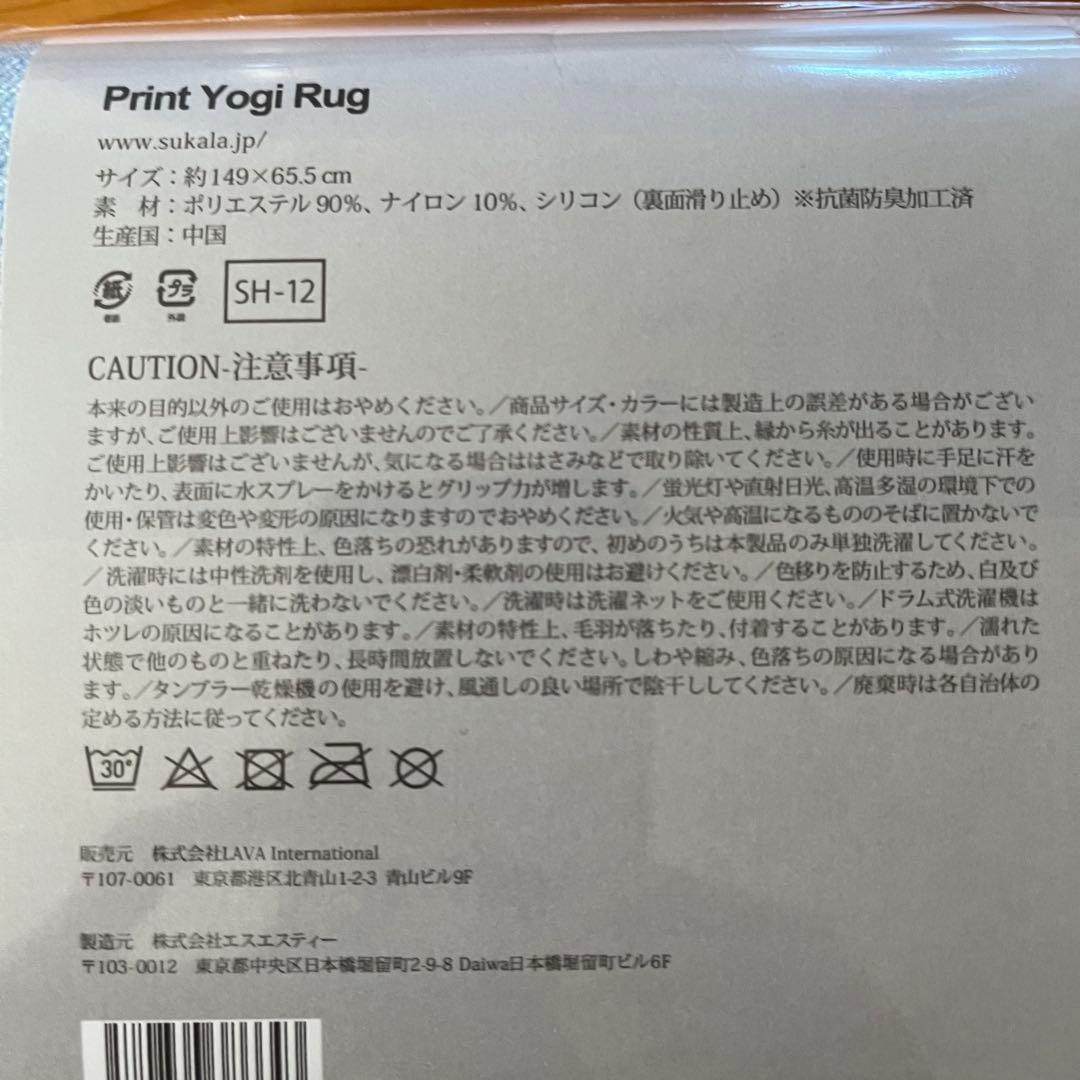 Print Yogi Rug
www.sukala.jp/
サイズ：約149×65.5cm
素　材：ポリエステル 90%、ナイロン 10%、シリコン（裏面滑り止め）※抗菌防臭加工済
生産国：中国
紙 プラ SH-12
外装
CAUTION-注意事項-
本来の目的以外のご使用はおやめください。／商品サイズ・カラーには製造上の誤差がある場合がござい
ますが、ご使用上影響はございませんのでご了承ください。／素材の性質上、縁から糸が出ることがあります。
ご使用上影響はございませんが、気になる場合ははさみなどで取り除いてください。／使用時に手足に汗を
かいたり、表面に水スプレーをかけるとグリップ力が増します。／蛍光灯や直射日光、高温多湿の環境下での
使用・保管は変色や変形の原因になりますのでおやめください。／火気や高温になるもののそばに置かないで
ください。／素材の特性上、色落ちの恐れがありますので、初めのうちは本製品のみ単独洗濯してください。
／洗濯時には中性洗剤を使用し、漂白剤・柔軟剤の使用はお避けください。／色移りを防止するため、白及び
色の淡いものと一緒に洗わないでください。／洗濯時は洗濯ネットをご使用ください。／ドラム式洗濯機は
ホツレの原因になることがあります。／素材の特性上、毛羽が落ちたり、付着することがあります。／濡れた
状態で他のものと重ねたり、長時間放置しないでください。しわや縮み、色落ちの原因になる場合があり
ます。／タンブラー乾燥機の使用を避け、風通しの良い場所で陰干ししてください。／廃棄時は各自治体の
定める方法に従ってください。
30°
販売元　株式会社LAVA International
〒107-0061　東京都港区北青山1-2-3 青山ビル9F
製造元　株式会社エスエスティー
〒103-0012　東京都中央区日本橋堀留町2-9-8 Daiwa日本橋堀留町ビル6F